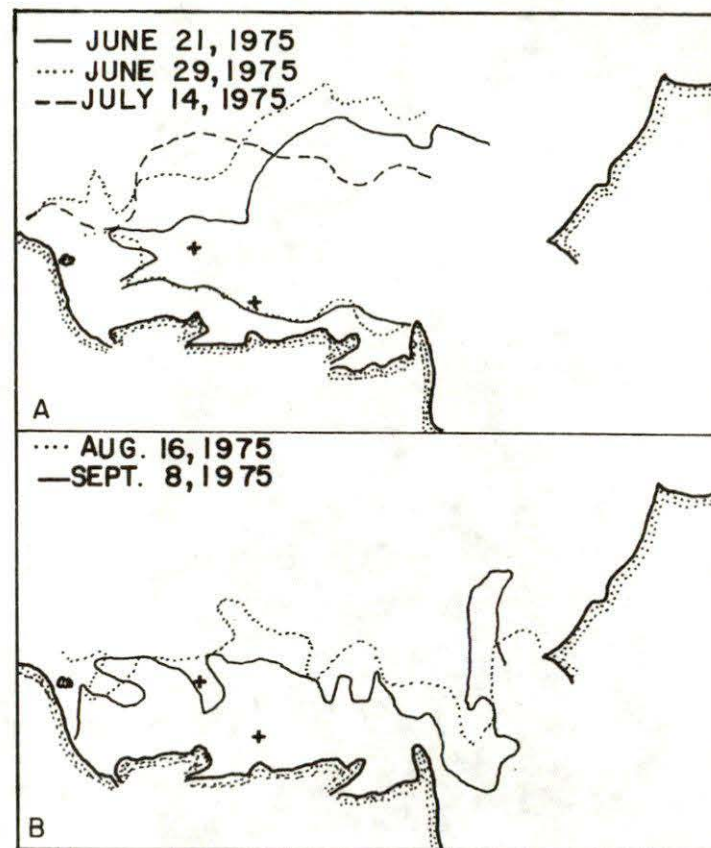 — JUNE 21, 1975
..... JUNE 29, 1975
--- JULY 14, 1975
A
.... AUG. 16, 1975
— SEPT. 8, 1975
B